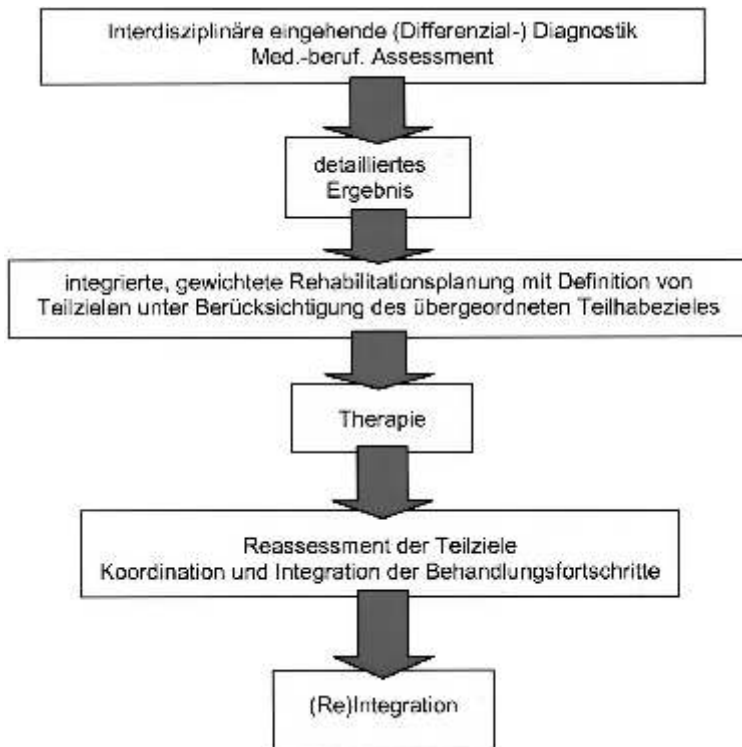 Interdisziplinäre eingehende (Differenzial-) Diagnostik
Med.-beruf. Assessment
detailliertes
Ergebnis
integrierte, gewichtete Rehabilitationsplanung mit Definition von
Teilzielen unter Berücksichtigung des übergeordneten Teilhabezieles
Therapie
Reassessment der Teilziele
Koordination und Integration der Behandlungsfortschritte
(Re)Integration